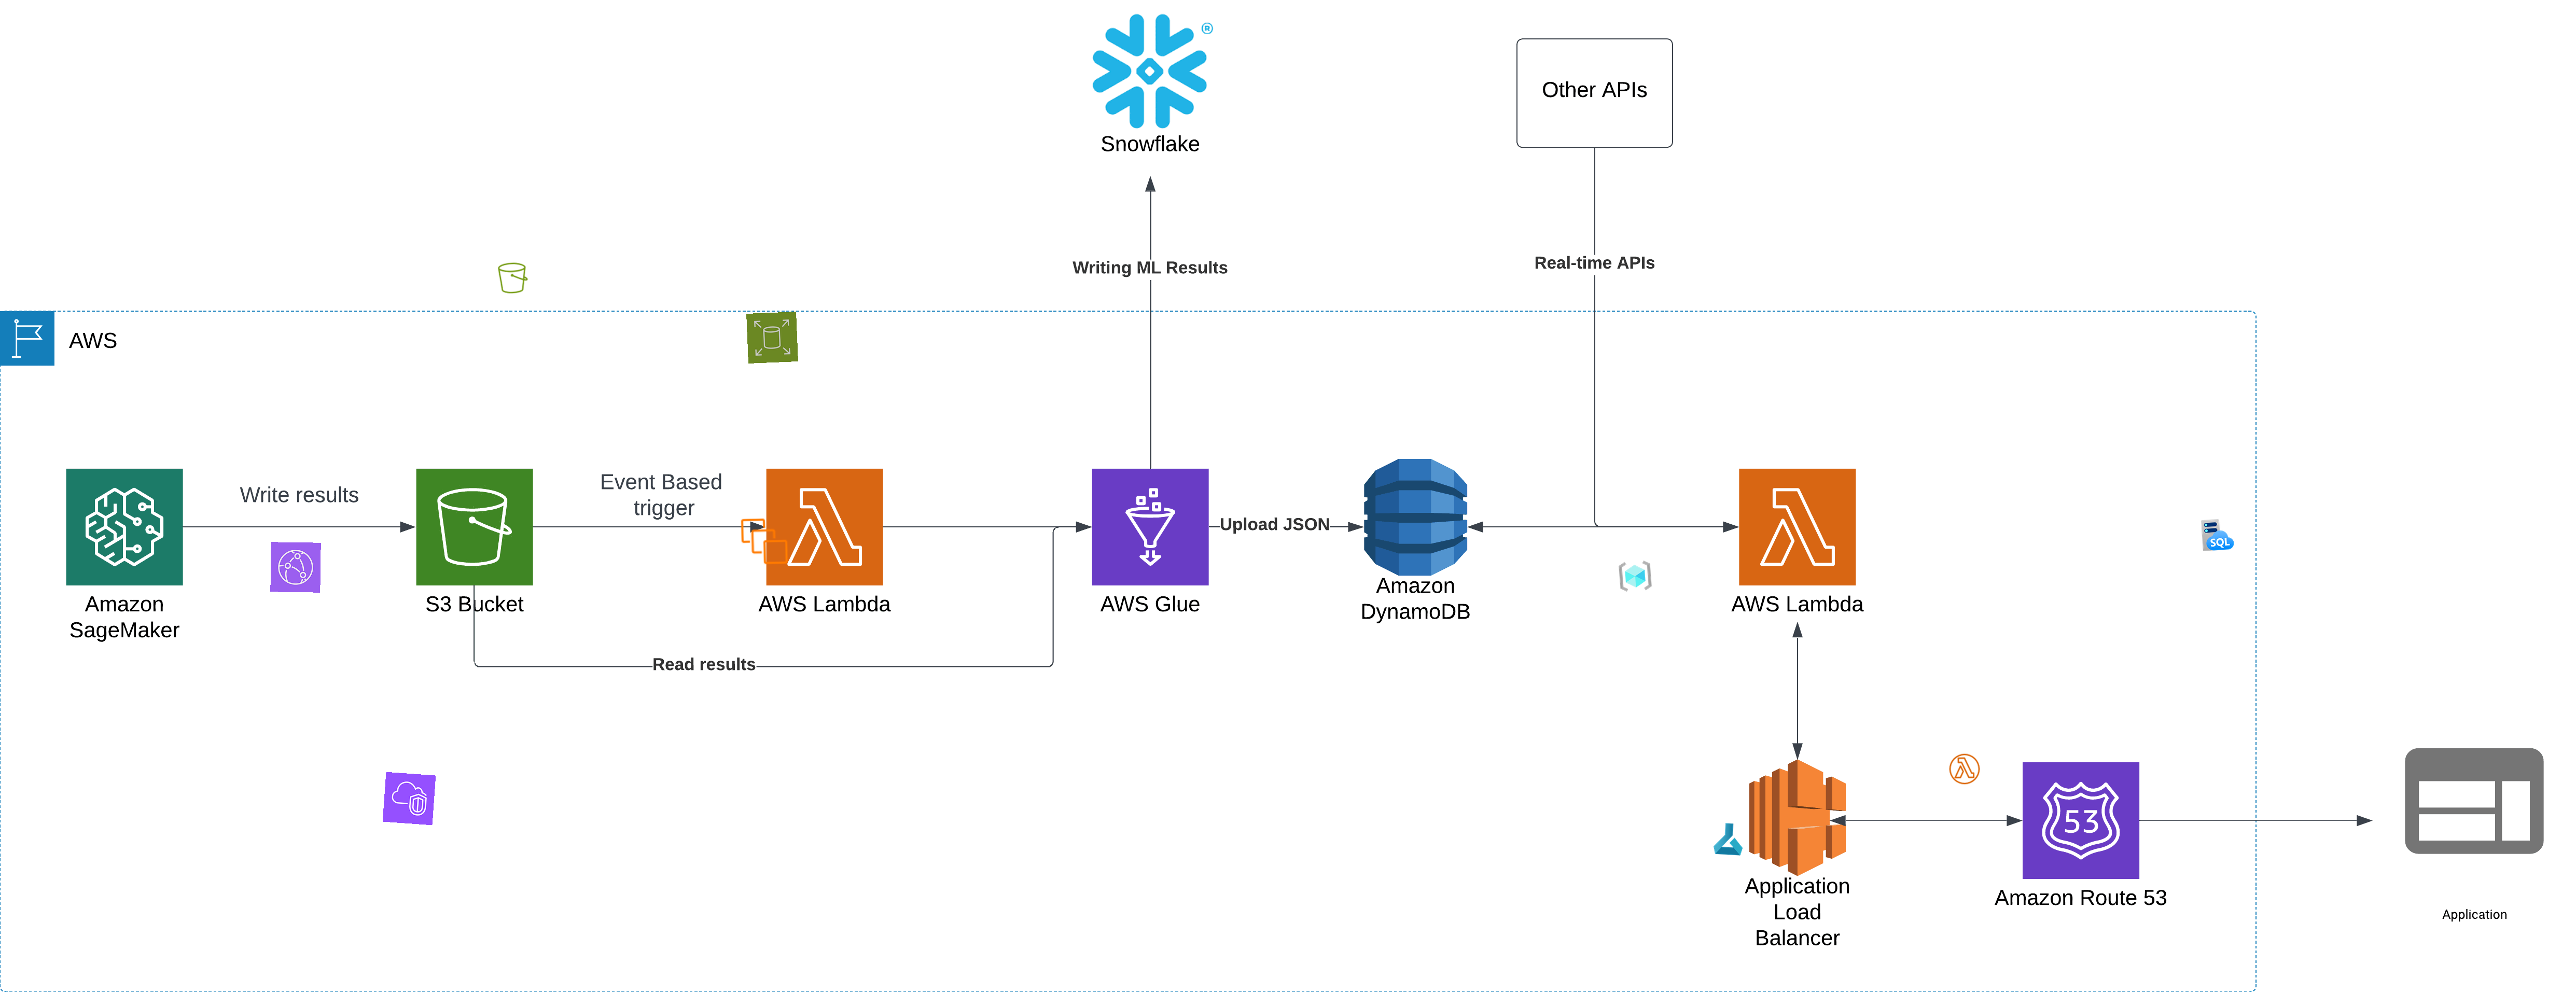 ®
Snowflake
Other APIs
Writing ML Results
Real-time APIs
AWS
Write results
Event Based
trigger
Upload JSON
Amazon
SageMaker
S3 Bucket
AWS Lambda
AWS Glue
Amazon
DynamoDB
AWS Lambda
SQL
Read results
53
Application
Load
Balancer
Amazon Route 53
Application